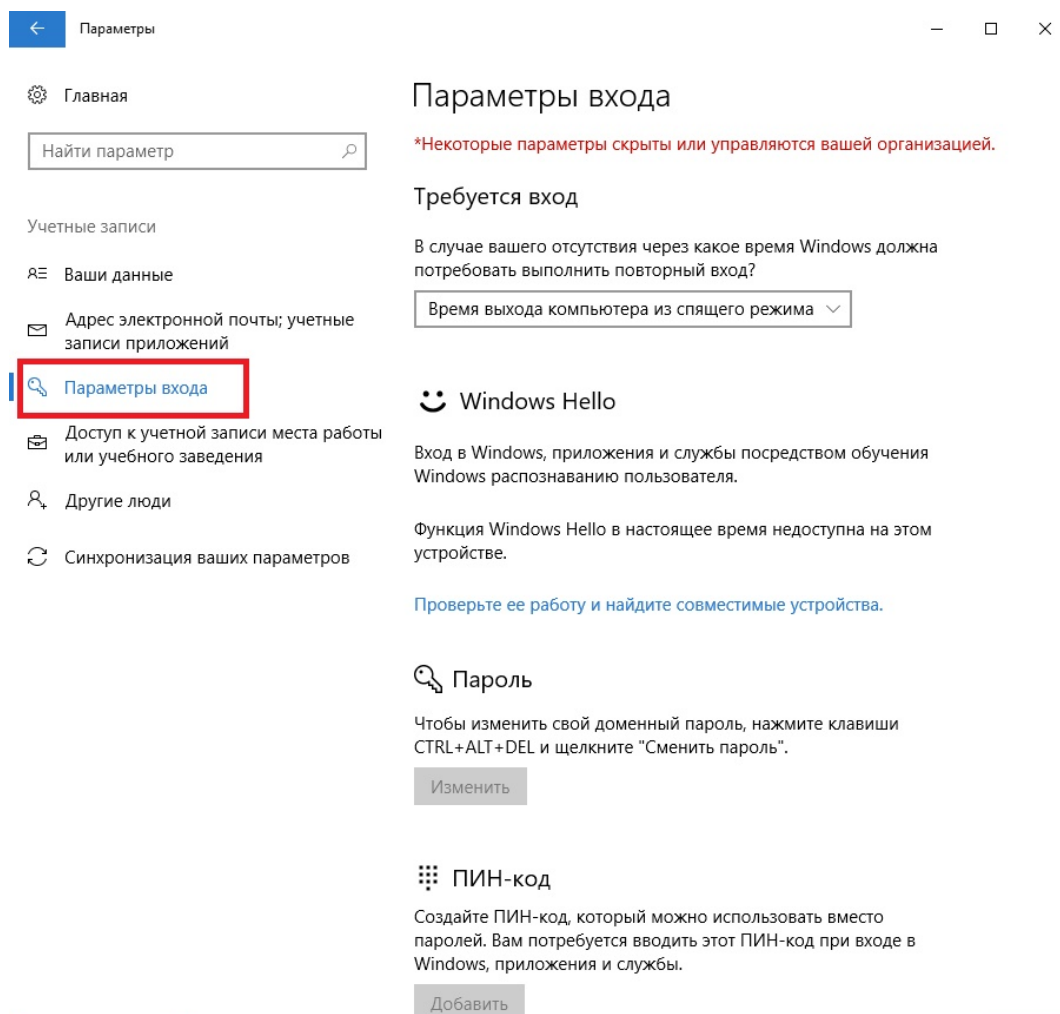 Параметры
Главная
Найти параметр
Учетные записи
Ваши данные
Адрес электронной почты; учетные
записи приложений
Параметры входа
Доступ к учетной записи места работы
или учебного заведения
Другие люди
Синхронизация ваших параметров
Параметры входа
*Некоторые параметры скрыты или управляются вашей организацией.
Требуется вход
В случае вашего отсутствия через какое время Windows должна
потребовать выполнить повторный вход?
Время выхода компьютера из спящего режима
Windows Hello
Вход в Windows, приложения и службы посредством обучения
Windows распознаванию пользователя.
Функция Windows Hello в настоящее время недоступна на этом
устройстве.
Проверьте ее работу и найдите совместимые устройства.
Пароль
Чтобы изменить свой доменный пароль, нажмите клавиши
CTRL+ALT+DEL и щелкните "Сменить пароль".
Изменить
ПИН-код
Создайте ПИН-код, который можно использовать вместо
паролей. Вам потребуется вводить этот ПИН-код при входе в
Windows, приложения и службы.
Добавить